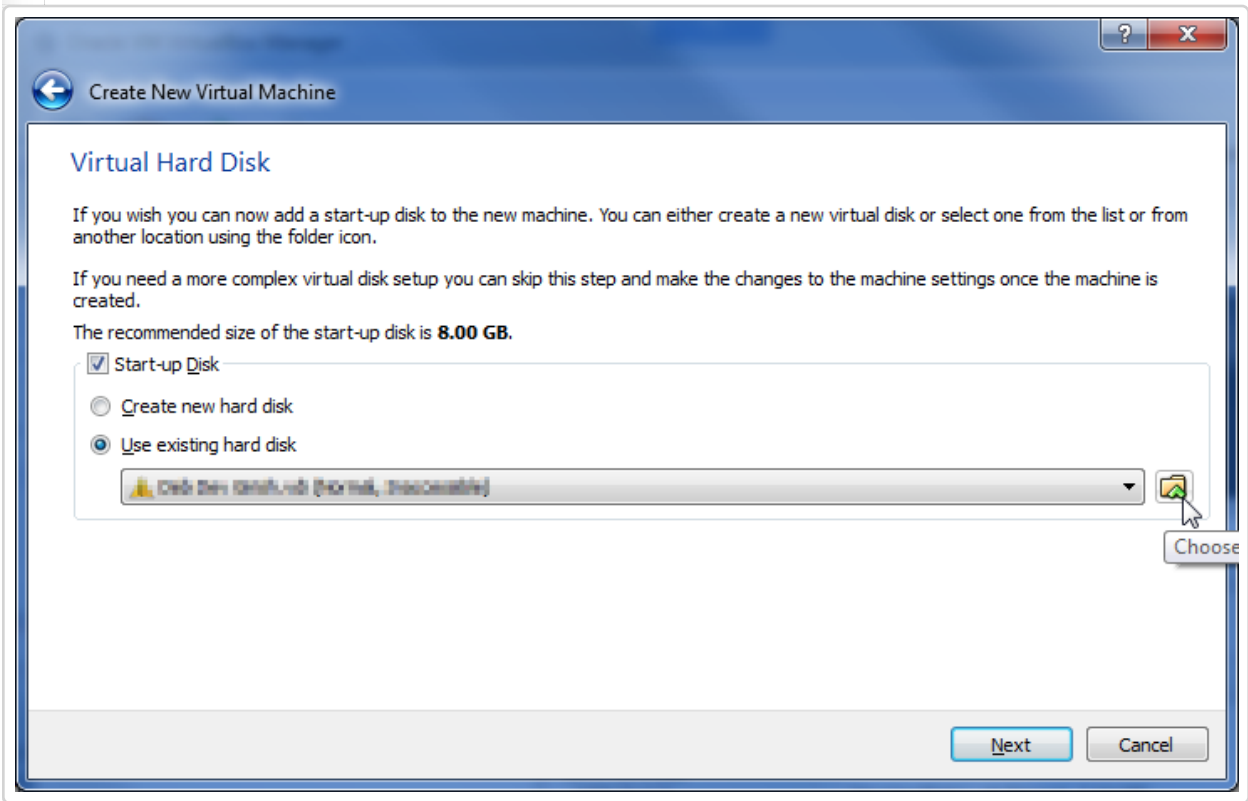 Create New Virtual Machine
Virtual Hard Disk
If you wish you can now add a start-up disk to the new machine. You can either create a new virtual disk or select one from the list or from
another location using the folder icon.
If you need a more complex virtual disk setup you can skip this step and make the changes to the machine settings once the machine is
created.
The recommended size of the start-up disk is 8.00 GB.
Start-up Disk
Create new hard disk
Use existing hard disk
Choose
Next Cancel